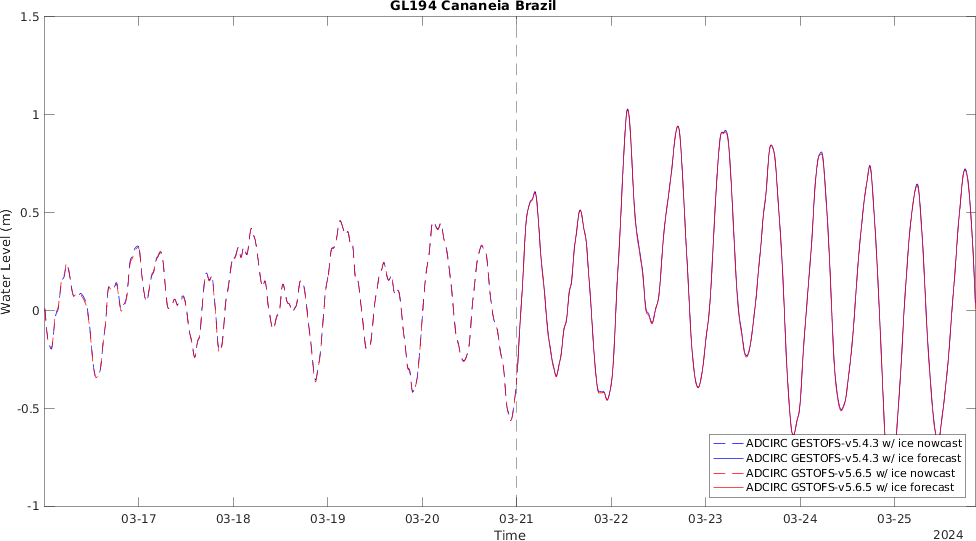 GL194 Cananeia Brazil
1.5
1
0.5
0
-0.5
-1
Water Level (m)
03-17
03-18
03-19
03-20
03-21
03-22
03-23
03-24
03-25
Time
2024
ADCIRC GESTOFS-v5.4.3 w/ ice nowcast
ADCIRC GESTOFS-v5.4.3 w/ ice forecast
ADCIRC GSTOFS-v5.6.5 w/ ice nowcast
ADCIRC GSTOFS-v5.6.5 w/ ice forecast